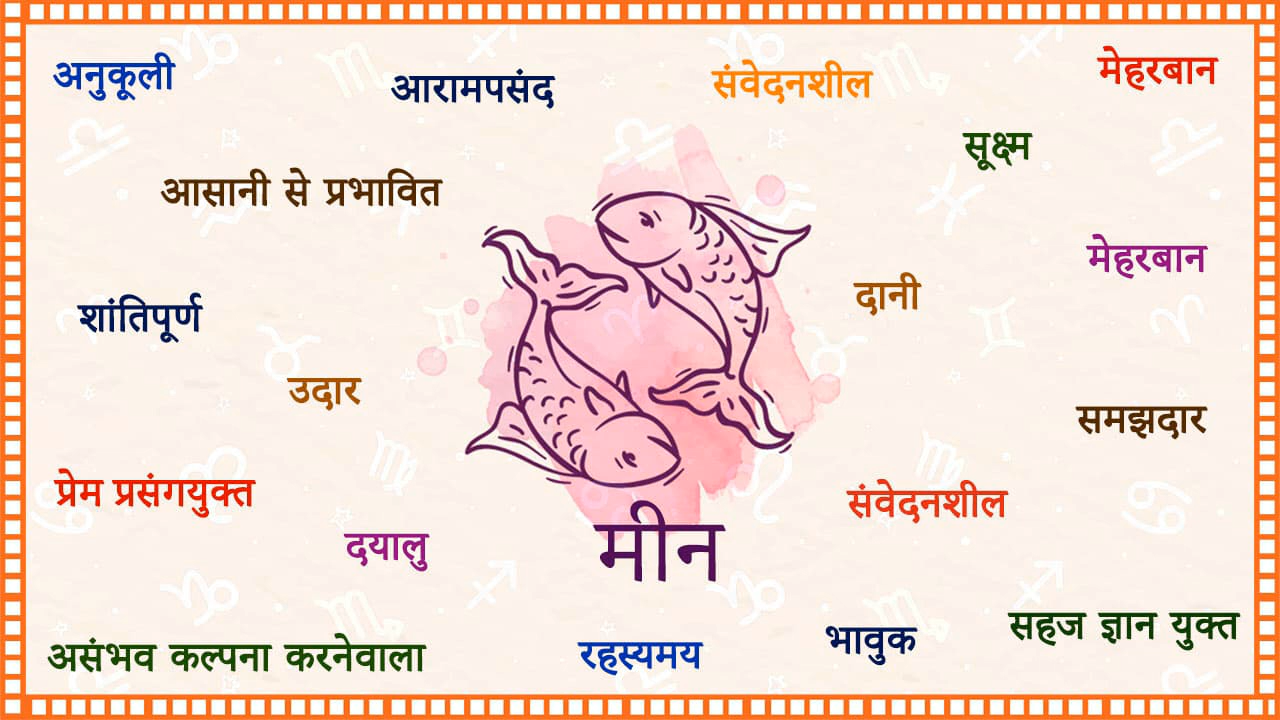 अनुकूली
आरामपसंद
संवेदनशील
मेहरबान
सूक्ष्म
आसानी से प्रभावित
मेहरबान
दानी
शांतिपूर्ण
उदार
समझदार
प्रेम प्रसंगयुक्त
संवेदनशील
दयालु
मीन
असंभव कल्पना करनेवाला
रहस्यमय
भावुक
सहज ज्ञान युक्त